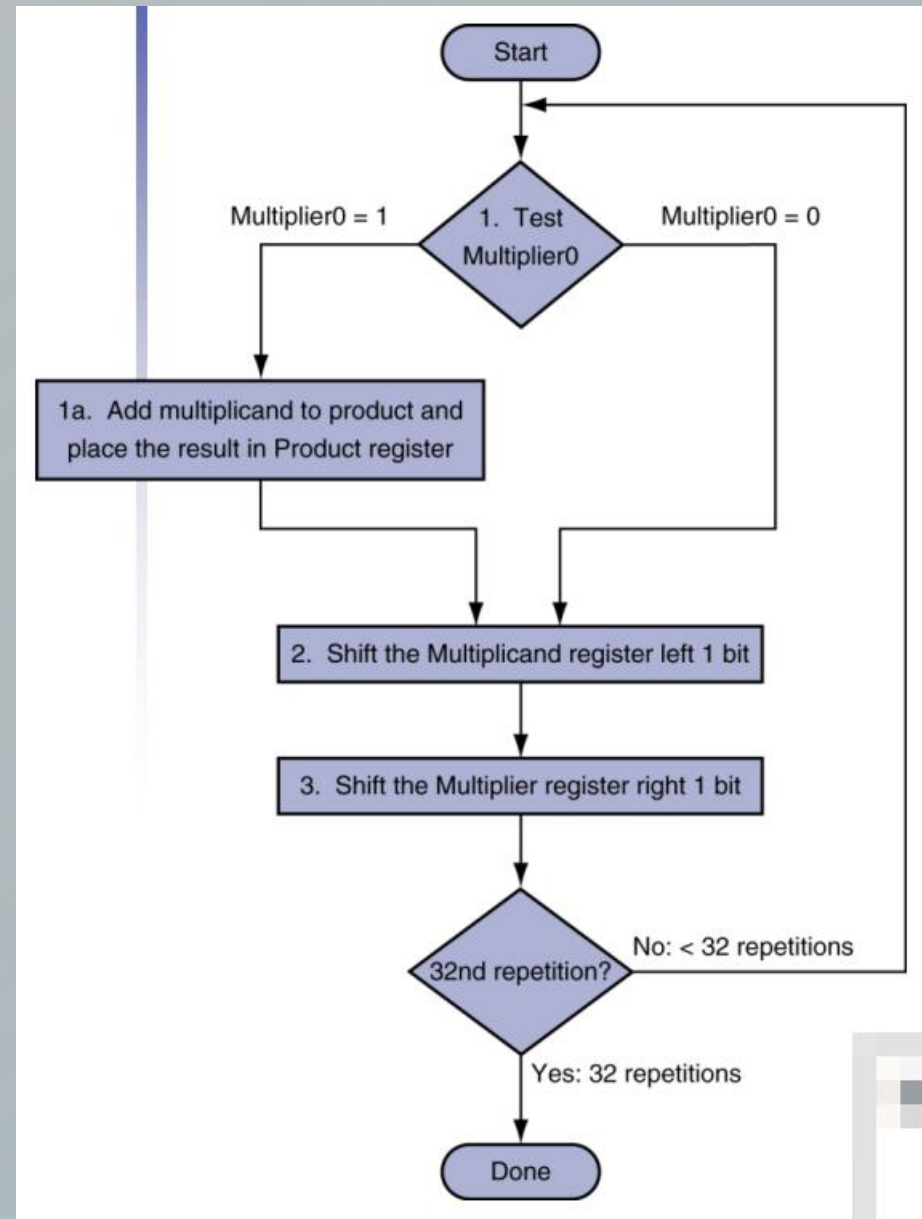 Start
Multiplier0 = 1
1. Test
Multiplier0
Multiplier0 = 0
1a. Add multiplicand to product and
place the result in Product register
2. Shift the Multiplicand register left 1 bit
3. Shift the Multiplier register right 1 bit
32nd repetition?
No: < 32 repetitions
Yes: 32 repetitions
Done